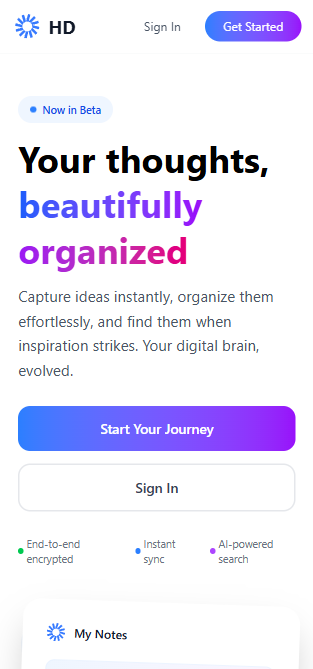 HD
Sign In
Get Started
Now in Beta
Your thoughts,
beautifully
organized
Capture ideas instantly, organize them
effortlessly, and find them when
inspiration strikes. Your digital brain,
evolved.
Start Your Journey
Sign In
End-to-end
encrypted
Instant
sync
AI-powered
search
My Notes